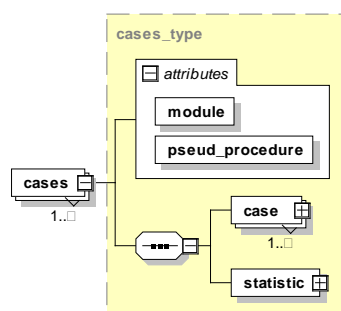 cases_type
attributes
module
pseud_procedure
cases
1..□
case
1..□
statistic